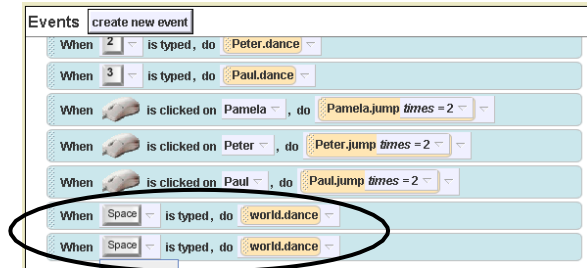 Events create new event
When 2 is typed, do Peter.dance
When 3 is typed, do Paul.dance
When is clicked on Pamela, do Pamela.jump times = 2
When is clicked on Peter, do Peter.jump times = 2
When is clicked on Paul, do Paul.jump times = 2
When Space is typed, do world.dance
When Space is typed, do world.dance